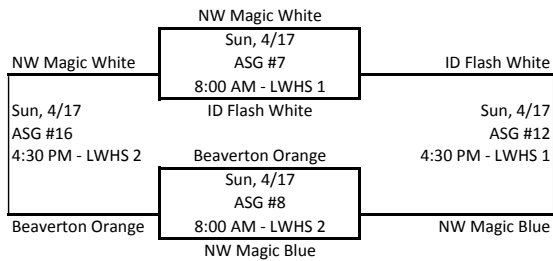 NW Magic White
Sun, 4/17
NW Magic White ASG #7 ID Flash White
8:00 AM - LWHS 1
Sun, 4/17 ID Flash White Sun, 4/17
ASG #16 ASG #12
4:30 PM - LWHS 2 Beaverton Orange 4:30 PM - LWHS 1
Sun, 4/17
ASG #8
Beaverton Orange 8:00 AM - LWHS 2 NW Magic Blue
NW Magic Blue